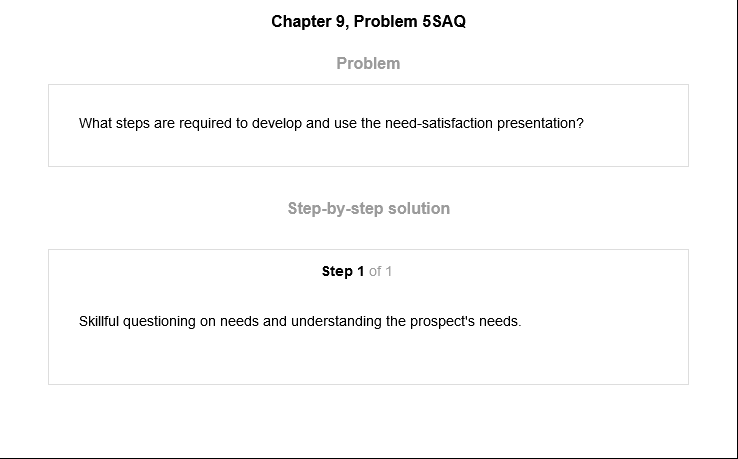 Chapter 9, Problem 5SAQ
Problem
What steps are required to develop and use the need-satisfaction presentation?
Step-by-step solution
Step 1 of 1
Skillful questioning on needs and understanding the prospect's needs.